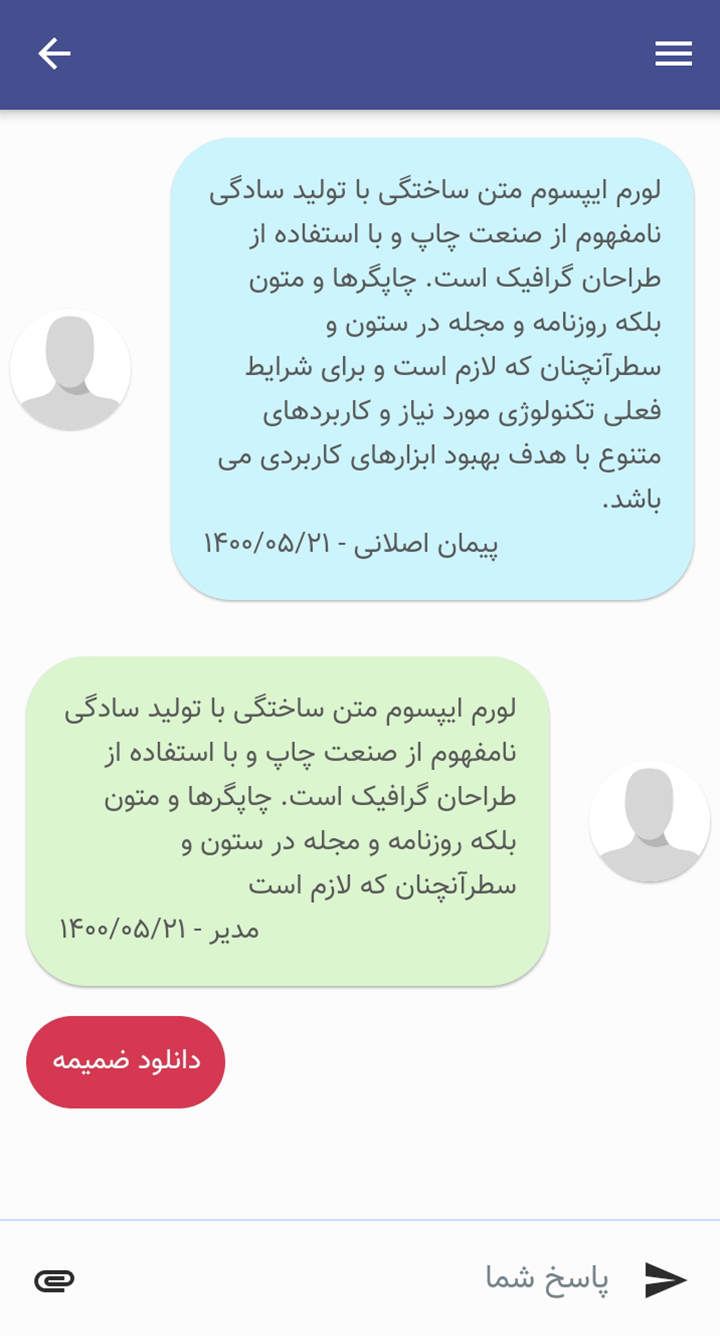 لورم ایپسوم متن ساختگی با تولید سادگی
نامفهوم از صنعت چاپ و با استفاده از
طراحان گرافیک است. چاپگرها و متون
بلکه روزنامه و مجله در ستون و
سطرآنچنان که لازم است و برای شرایط
فعلی تکنولوژی مورد نیاز و کاربردهای
متنوع با هدف بهبود ابزارهای کاربردی می
باشد.
پیمان اصلانی - ۱۴۰۰/۰۵/۲۱
لورم ایپسوم متن ساختگی با تولید سادگی
نامفهوم از صنعت چاپ و با استفاده از
طراحان گرافیک است. چاپگرها و متون
بلکه روزنامه و مجله در ستون و
سطرآنچنان که لازم است
مدیر - ۱۴۰۰/۰۵/۲۱
دانلود ضمیمه
پاسخ شما